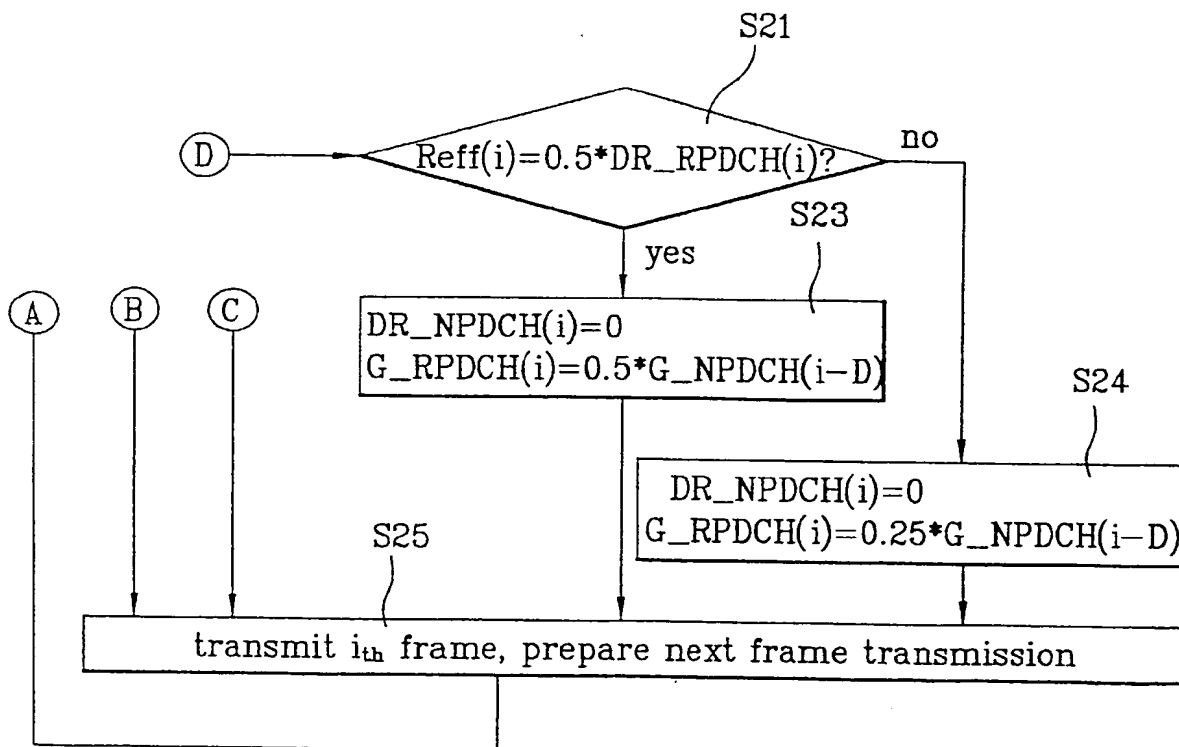 S21
D
Reff(i)=0.5*DR_RPDCH(i)?
no
S23
yes
A
B
C
DR_NPDCH(i)=0
G_RPDCH(i)=0.5*G_NPDCH(i-D)
S24
DR_NPDCH(i)=0
G_RPDCH(i)=0.25*G_NPDCH(i-D)
S25
transmit ith frame, prepare next frame transmission